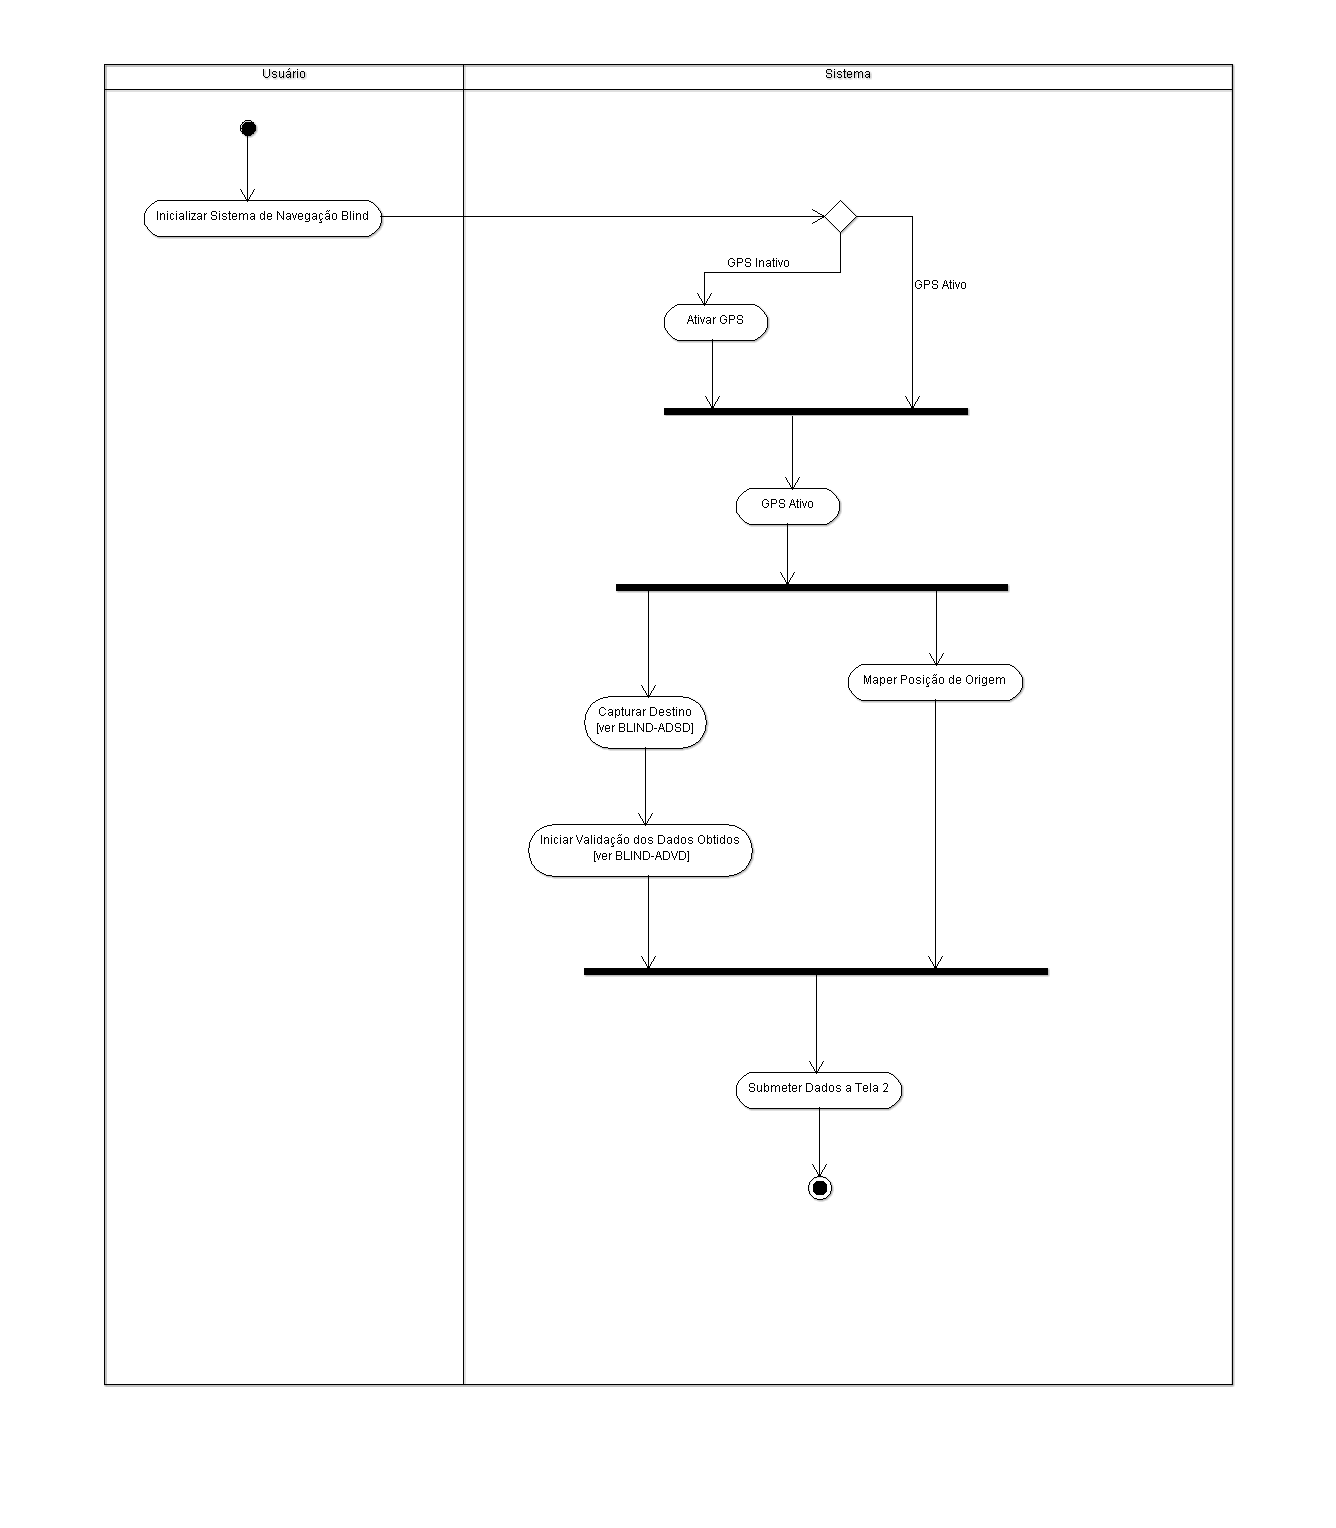 Usuário
Sistema
Inicializar Sistema de Navegação Blind
GPS Inativo
GPS Ativo
Ativar GPS
GPS Ativo
Maper Posição de Origem
Capturar Destino
[ver BLIND-ADSD]
Iniciar Validação dos Dados Obtidos
[ver BLIND-ADVD]
Submeter Dados a Tela 2